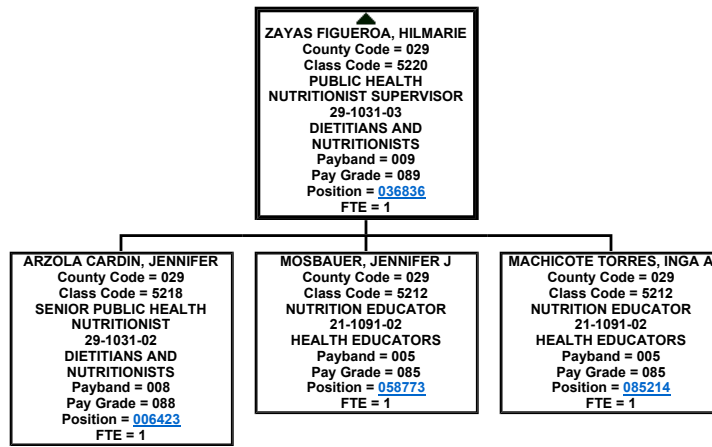 ZAYAS FIGUEROA, HILMARIE
County Code = 029
Class Code = 5220
PUBLIC HEALTH
NUTRITIONIST SUPERVISOR
29-1031-03
DIETITIANS AND
NUTRITIONISTS
Payband = 009
Pay Grade = 089
Position = 036836
FTE = 1
ARZOLA CARDIN, JENNIFER
County Code = 029
Class Code = 5218
SENIOR PUBLIC HEALTH
NUTRITIONIST
29-1031-02
DIETITIANS AND
NUTRITIONISTS
Payband = 008
Pay Grade = 088
Position = 006423
FTE = 1
MOSBAUER, JENNIFER J
County Code = 029
Class Code = 5212
NUTRITION EDUCATOR
21-1091-02
HEALTH EDUCATORS
Payband = 005
Pay Grade = 085
Position = 058773
FTE = 1
MACHICOTE TORRES, INGA A
County Code = 029
Class Code = 5212
NUTRITION EDUCATOR
21-1091-02
HEALTH EDUCATORS
Payband = 005
Pay Grade = 085
Position = 085214
FTE = 1